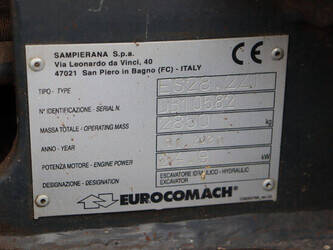 SAMPIERANA S.p.a.
Via Leonardo da Vinci, 40
47021 San Piero in Bagno (FC) - ITALY
CE
TIPO - TYPE
N° IDENTIFICAZIONE - SERIAL N.
MASSA TOTALE - OPERATING MASS kg
ANNO - YEAR
POTENZA MOTORE - ENGINE POWER kW
DESIGNAZIONE - DESIGNATION ESCAVATORE IDRAULICO - HYDRAULIC
EXCAVATOR
EUROCOMACH®